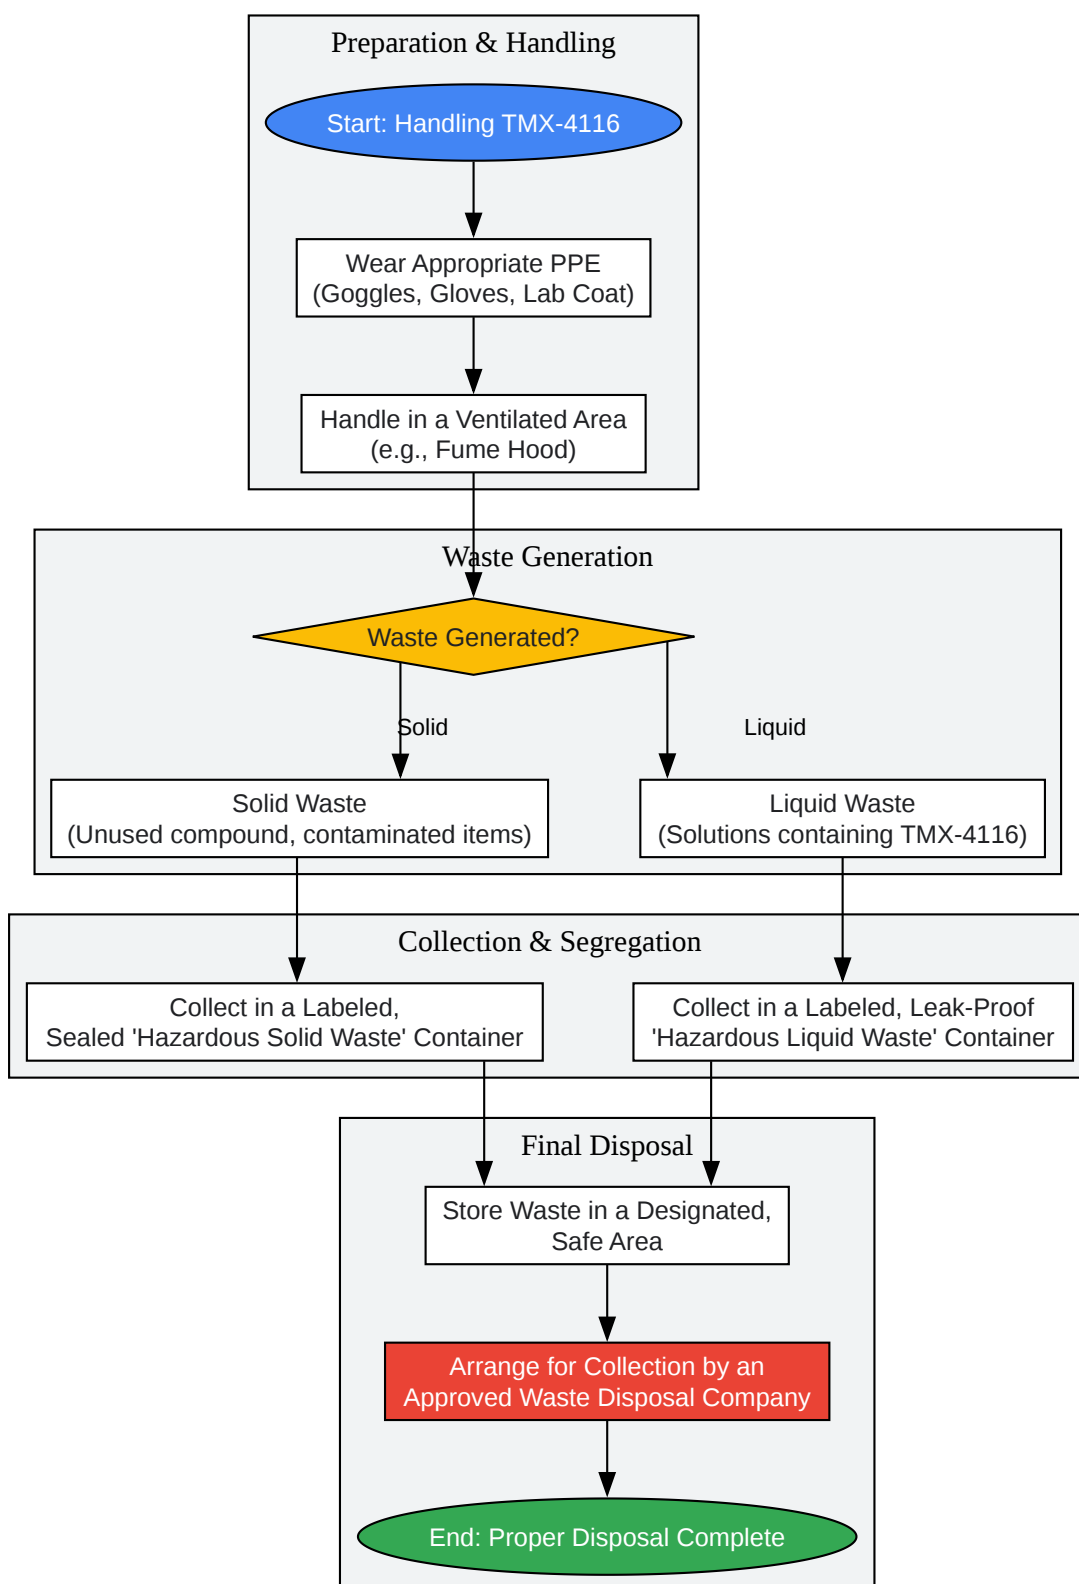 Preparation & Handling
Start: Handling TMX-4116
Wear Appropriate PPE
(Goggles, Gloves, Lab Coat)
Handle in a Ventilated Area
(e.g., Fume Hood)
Waste Generation
Waste Generated?
Solid
Liquid
Solid Waste
(Unused compound, contaminated items)
Liquid Waste
(Solutions containing TMX-4116)
Collection & Segregation
Collect in a Labeled,
Sealed 'Hazardous Solid Waste' Container
Collect in a Labeled, Leak-Proof
'Hazardous Liquid Waste' Container
Final Disposal
Store Waste in a Designated,
Safe Area
Arrange for Collection by an
Approved Waste Disposal Company
End: Proper Disposal Complete